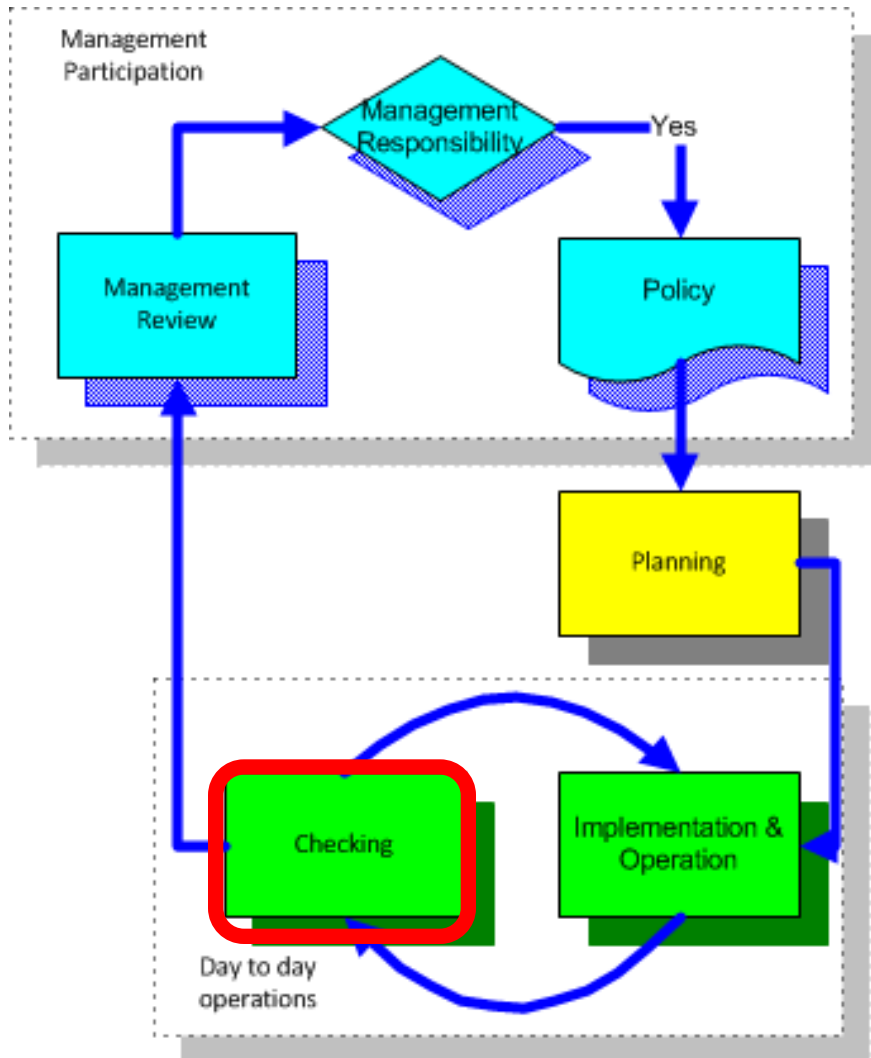 Management
Participation
Management
Responsibility
Yes
Management
Review
Policy
Planning
Checking
Implementation &
Operation
Day to day
operations